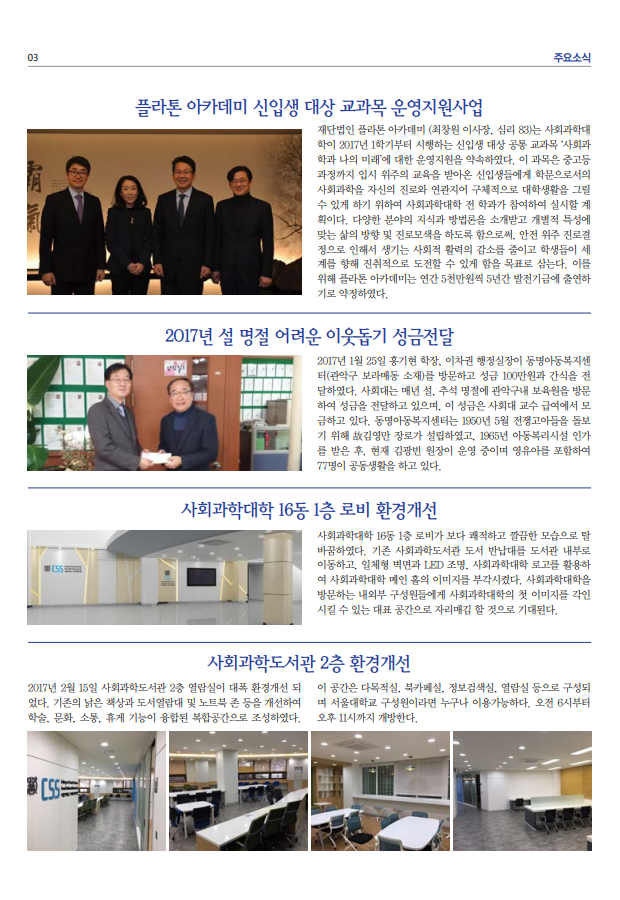 03
주요소식
플라톤 아카데미 신입생 대상 교과목 운영지원사업
재단법인 플라톤 아카데미 (최창원 이사장, 심리 83)는 사회과학대
학이 2017년 1학기부터 시행하는 신입생 대상 공통 교과목 '사회과
학과 나의 미래'에 대한 운영지원을 약속하였다. 이 과목은 중고등
과정까지 입시 위주의 교육을 받아온 신입생들에게 학문으로서의
사회과학을 자신의 진로와 연관지어 구체적으로 대학생활을 그릴
수 있게 하기 위하여 사회과학대학 전 학과가 참여하여 실시할 계
획이다. 다양한 분야의 지식과 방법론을 소개받고 개별적 특성에
맞는 삶의 방향 및 진로모색을 하도록 함으로써, 안전 위주 진로결
정으로 인해서 생기는 사회적 활력의 감소를 줄이고 학생들이 세
계를 향해 진취적으로 도전할 수 있게 함을 목표로 삼는다. 이를
위해 플라톤 아카데미는 연간 5천만원씩 5년간 발전기금에 출연하
기로 약정하였다.
2017년 설 명절 어려운 이웃돕기 성금전달
2017년 1월 25일 홍기현 학장, 이차권 행정실장이 동명아동복지센
터(관악구 보라매동 소재)를 방문하고 성금 100만원과 간식을 전
달하였다. 사회대는 매년 설, 추석 명절에 관악구내 보육원을 방문
하여 성금을 전달하고 있으며, 이 성금은 사회대 교수 급여에서 모
금하고 있다. 동명아동복지센터는 1950년 5월 전쟁고아들을 돌보
기 위해 故김영만 장로가 설립하였고, 1965년 아동복리시설 인가
를 받은 후, 현재 김광빈 원장이 운영 중이며 영유아를 포함하여
77명이 공동생활을 하고 있다.
사회과학대학 16동 1층 로비 환경개선
CSS
사회과학대학 16동 1층 로비가 보다 쾌적하고 깔끔한 모습으로 탈
바꿈하였다. 기존 사회과학도서관 도서 반납대를 도서관 내부로
이동하고, 일체형 벽면과 LED 조명, 사회과학대학 로고를 활용하
여 사회과학대학 메인 홀의 이미지를 부각시켰다. 사회과학대학을
방문하는 내외부 구성원들에게 사회과학대학의 첫 이미지를 각인
시킬 수 있는 대표 공간으로 자리매김 할 것으로 기대된다.
사회과학도서관 2층 환경개선
2017년 2월 15일 사회과학도서관 2층 열람실이 대폭 환경개선 되
었다. 기존의 낡은 책상과 도서열람대 및 노트북 존 등을 개선하여
학술, 문화, 소통, 휴게 기능이 융합된 복합공간으로 조성하였다.
이 공간은 다목적실, 북카페실, 정보검색실, 열람실 등으로 구성되
며 서울대학교 구성원이라면 누구나 이용가능하다. 오전 6시부터
오후 11시까지 개방한다.
CSS